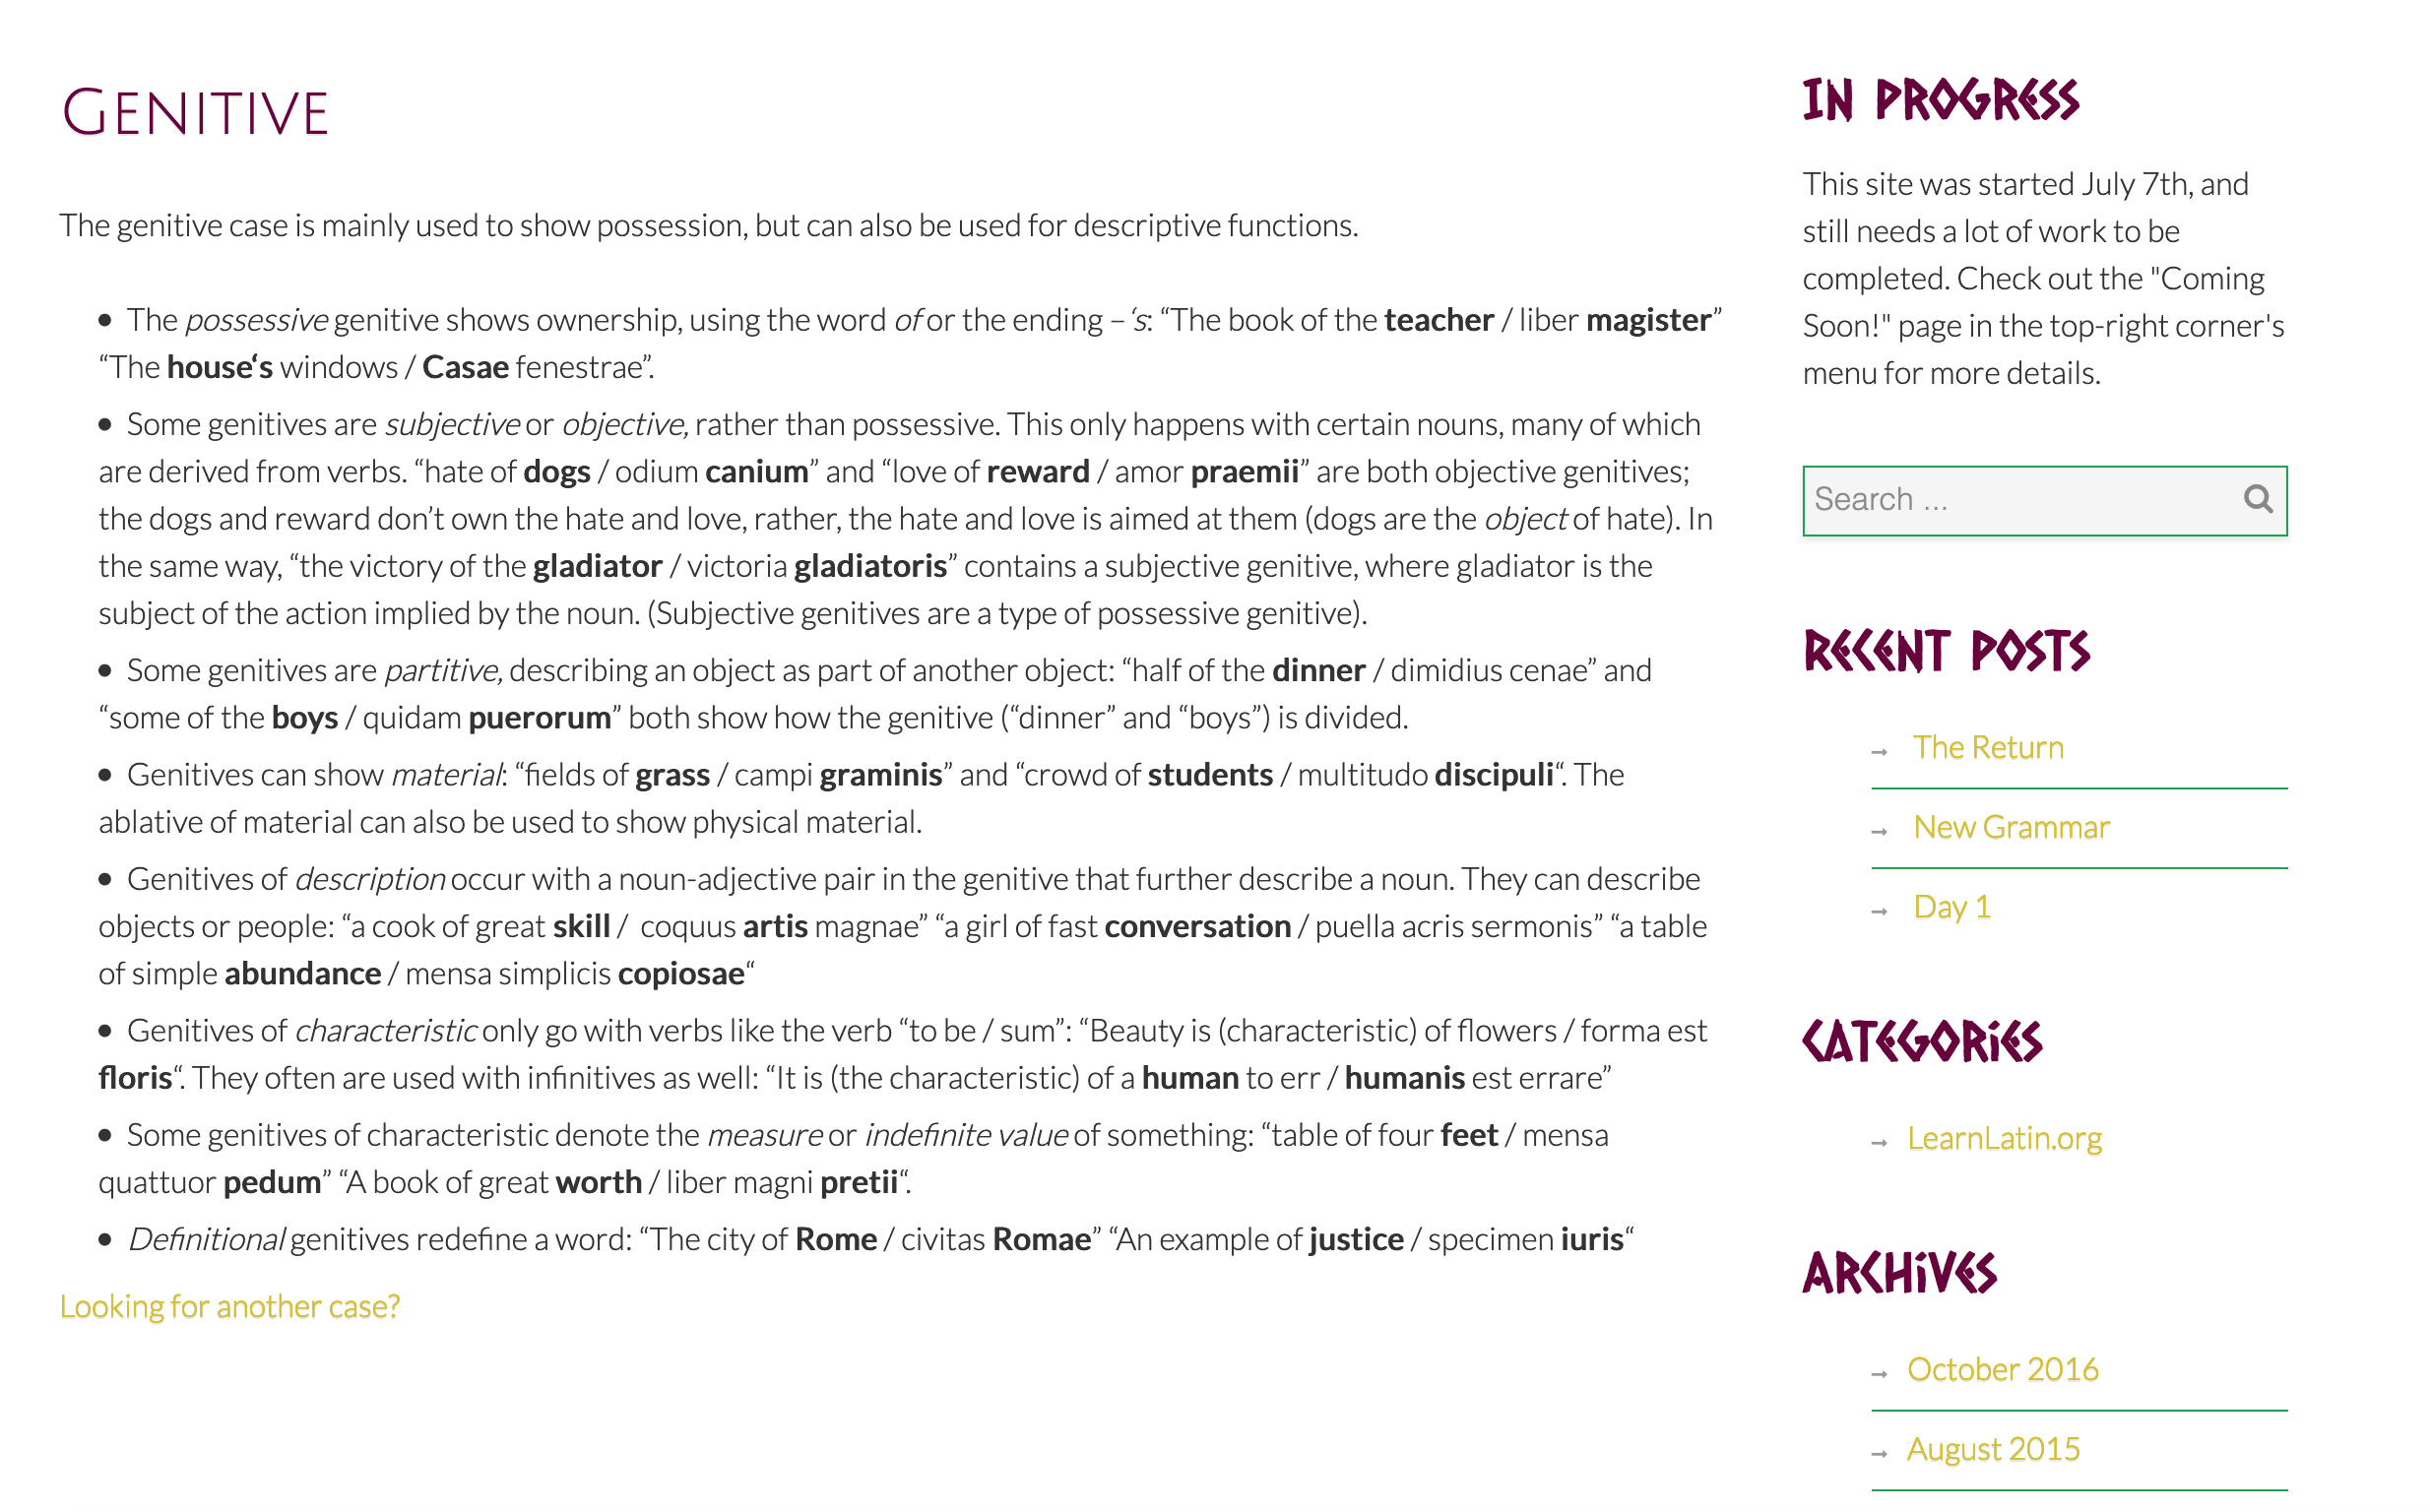 Genitive
The genitive case is mainly used to show possession, but can also be used for descriptive functions.
• The possessive genitive shows ownership, using the word of or the ending – ‘s: “The book of the teacher / liber magister”
“The house‘s windows / Casae fenestrae”.
• Some genitives are subjective or objective, rather than possessive. This only happens with certain nouns, many of which
are derived from verbs. “hate of dogs / odium canium” and “love of reward / amor praemii” are both objective genitives;
the dogs and reward don’t own the hate and love, rather, the hate and love is aimed at them (dogs are the object of hate). In
the same way, “the victory of the gladiator / victoria gladiatoris” contains a subjective genitive, where gladiator is the
subject of the action implied by the noun. (Subjective genitives are a type of possessive genitive).
• Some genitives are partitive, describing an object as part of another object: “half of the dinner / dimidius cenae” and
“some of the boys / quidam puerorum” both show how the genitive (“dinner” and “boys”) is divided.
• Genitives can show material: “fields of grass / campi graminis” and “crowd of students / multitudo discipuli“. The
ablative of material can also be used to show physical material.
• Genitives of description occur with a noun-adjective pair in the genitive that further describe a noun. They can describe
objects or people: “a cook of great skill / coquus artis magnae” “a girl of fast conversation / puella acris sermonis” “a table
of simple abundance / mensa simplicis copiosae“
• Genitives of characteristic only go with verbs like the verb “to be / sum”: “Beauty is (characteristic) of flowers / forma est
floris“. They often are used with infinitives as well: “It is (the characteristic) of a human to err / humanis est errare”
• Some genitives of characteristic denote the measure or indefinite value of something: “table of four feet / mensa
quattuor pedum” “A book of great worth / liber magni pretii“.
• Definitional genitives redefine a word: “The city of Rome / civitas Romae” “An example of justice / specimen iuris“
Looking for another case?
In Progress
This site was started July 7th, and
still needs a lot of work to be
completed. Check out the "Coming
Soon!" page in the top-right corner's
menu for more details.
Search ...
Recent Posts
→ The Return
→ New Grammar
→ Day 1
Categories
→ LearnLatin.org
Archives
→ October 2016
→ August 2015